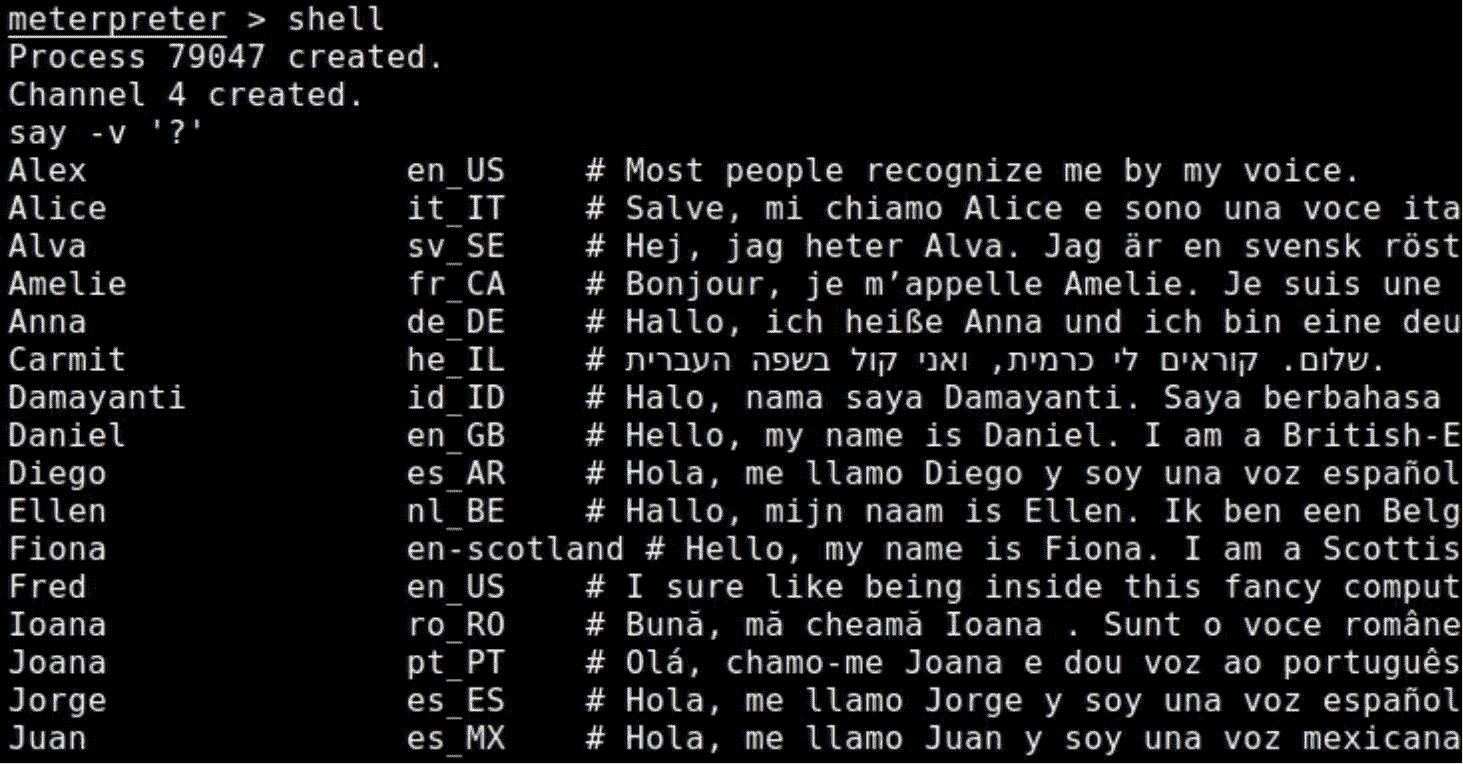 meterpreter > shell
Process 79047 created.
Channel 4 created.
say -v '?'
Alex en_US # Most people recognize me by my voice.
Alice it_IT # Salve, mi chiamo Alice e sono una voce ita
Alva sv_SE # Hej, jag heter Alva. Jag är en svensk röst
Amelie fr_CA # Bonjour, je m’appelle Amelie. Je suis une
Anna de_DE # Hallo, ich heiße Anna und ich bin eine deu
Carmit he_IL # שלום. קוראים לי כרמית, ואני קול בשפה העברית.
Damayanti id_ID # Halo, nama saya Damayanti. Saya berbahasa
Daniel en_GB # Hello, my name is Daniel. I am a British-E
Diego es_AR # Hola, me llamo Diego y soy una voz español
Ellen nl_BE # Hallo, mijn naam is Ellen. Ik ben een Belg
Fiona en-scotland # Hello, my name is Fiona. I am a Scottis
Fred en_US # I sure like being inside this fancy comput
Ioana ro_RO # Bună, mă cheamă Ioana . Sunt o voce române
Joana pt_PT # Olá, chamo-me Joana e dou voz ao português
Jorge es_ES # Hola, me llamo Jorge y soy una voz español
Juan es_MX # Hola, me llamo Juan y soy una voz mexicana